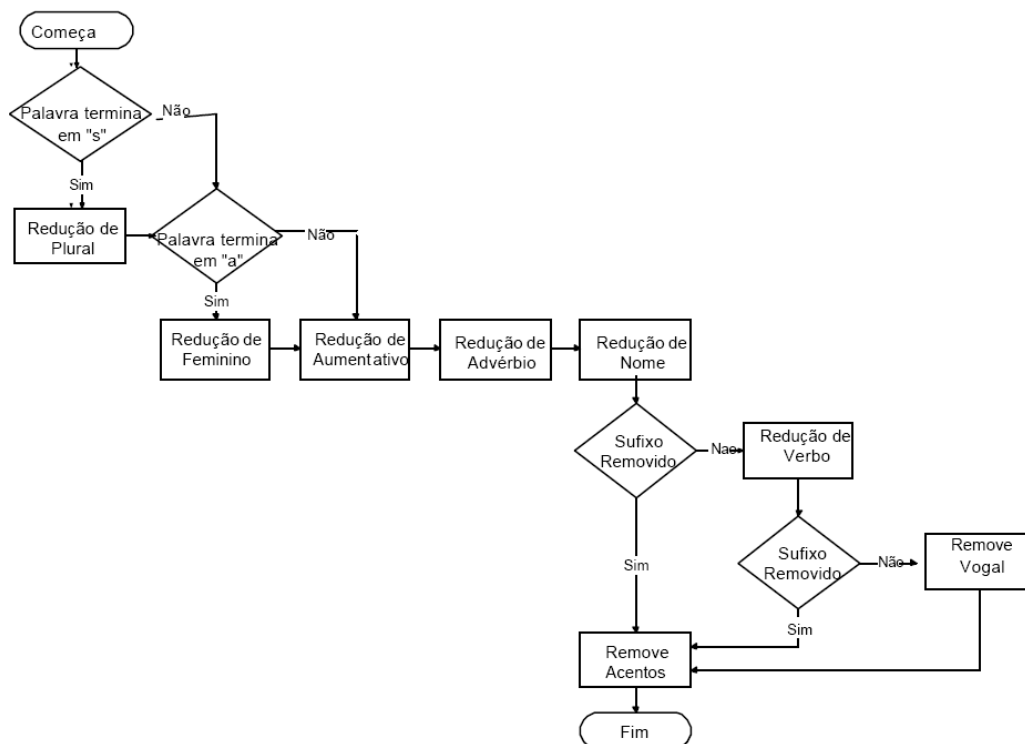 Começa
Palavra termina
em "s"
Não
Sim
Redução de
Plural
Palavra termina
em "a"
Não
Sim
Redução de
Feminino
Redução de
Aumentativo
Redução de
Advérbio
Redução de
Nome
Sufixo
Removido
Nao
Redução de
Verbo
Sim
Sufixo
Removido
Não
Remove
Vogal
Sim
Remove
Acentos
Fim